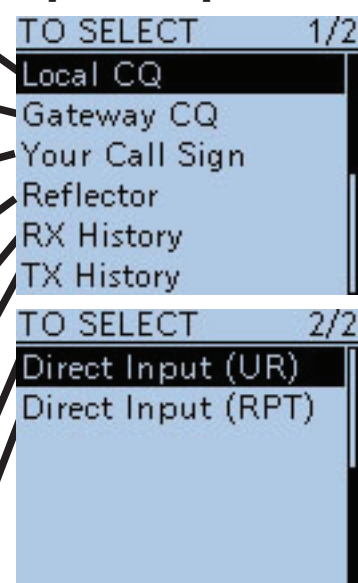 TO SELECT 1/2
Local CQ
Gateway CQ
Your Call Sign
Reflector
RX History
TX History
TO SELECT 2/2
Direct Input (UR)
Direct Input (RPT)